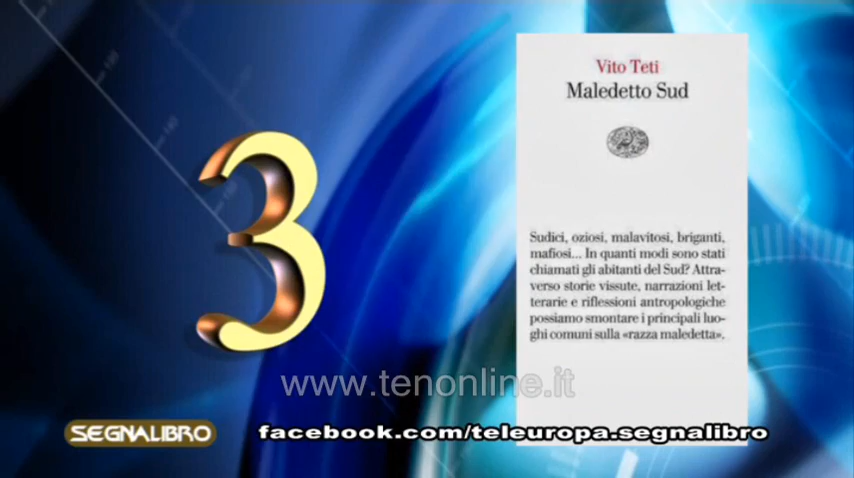 3
Vito Teti
Maledetto Sud
Sudici, oziosi, malavitosi, briganti,
mafiosi... In quanti modi sono stati
chiamati gli abitanti del Sud? Attra-
verso storie vissute, narrazioni let-
terarie e riflessioni antropologiche
possiamo smontare i principali luo-
ghi comuni sulla «razza maledetta».
www.tenonline.it
SEGNALIBRO
facebook.com/teleuropa.segnalibro